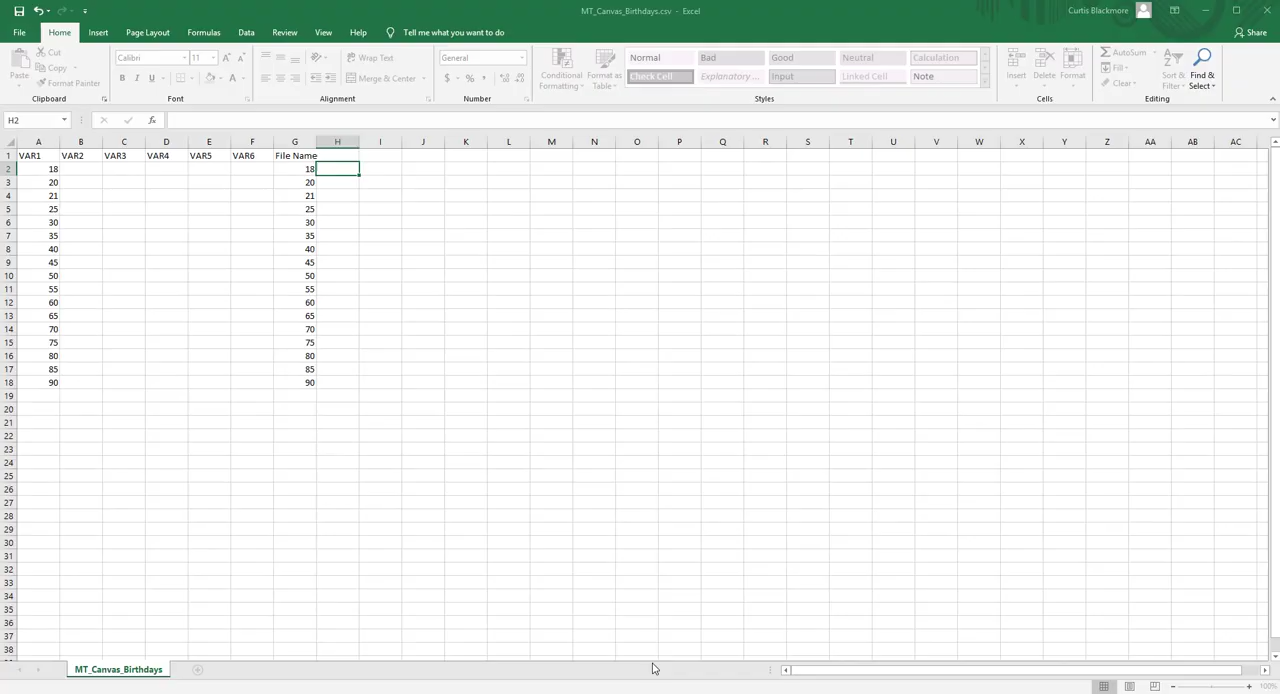 MT_Canvas_Birthdays.csv - Excel
Curtis Blackmore
File Home Insert Page Layout Formulas Data Review View Help Tell me what you want to do Share
Paste Cut Calibri 11 Wrap Text General Conditional Formatting Format as Table Normal Bad Good Neutral Calculation Insert Delete Format AutoSum Sort & Filter Find & Select
Copy Fill
Format Painter B I U Merge & Center $ % Check Cell Explanatory ... Input Linked Cell Note Clear
Clipboard Font Alignment Number Styles Cells Editing
H2 fx
A B C D E F G H I J K L M N O P Q R S T U V W X Y Z AA AB AC
1 VAR1 VAR2 VAR3 VAR4 VAR5 VAR6 File Name
2 18 18
3 20 20
4 21 21
5 25 25
6 30 30
7 35 35
8 40 40
9 45 45
10 50 50
11 55 55
12 60 60
13 65 65
14 70 70
15 75 75
16 80 80
17 85 85
18 90 90
19
20
21
22
23
24
25
26
27
28
29
30
31
32
33
34
35
36
37
38
MT_Canvas_Birthdays
100%